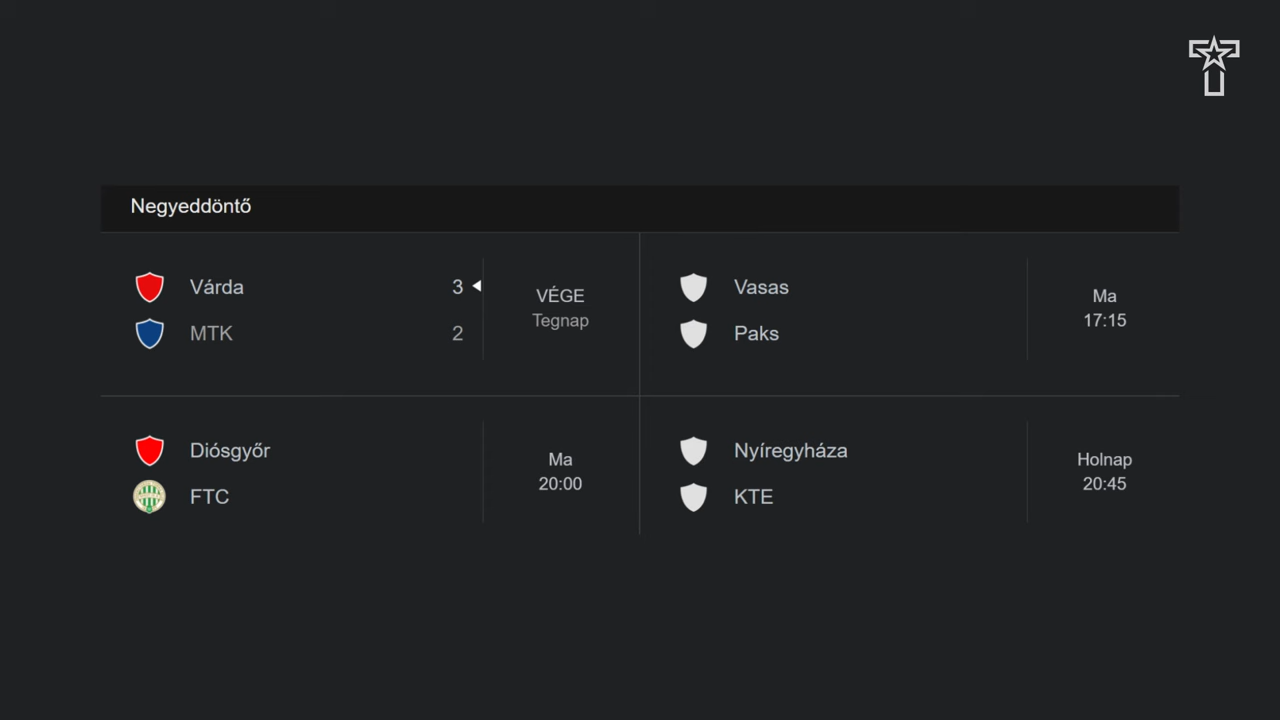 Negyeddöntő
Várda 3
MTK 2
VÉGE
Tegnap
Vasas
Paks
Ma
17:15
Diósgyőr
FTC
Ma
20:00
Nyíregyháza
KTE
Holnap
20:45